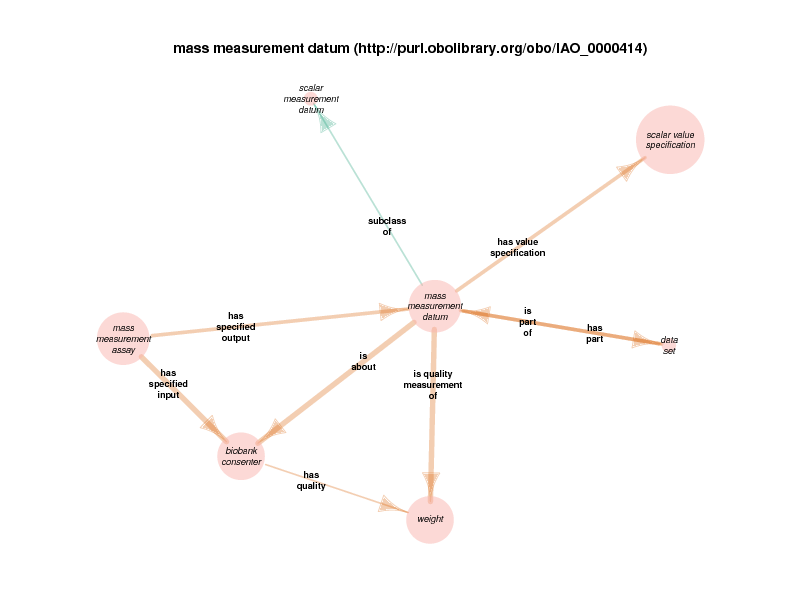 mass measurement datum (http://purl.obolibrary.org/obo/IAO_0000414)
scalar
measurement
datum
scalar value
specification
subclass
of
has value
specification
mass
measurement
datum
has
specified
output
is
part
of
has
part
data
set
mass
measurement
assay
is
about
has
specified
input
is quality
measurement
of
biobank
consenter
has
quality
weight